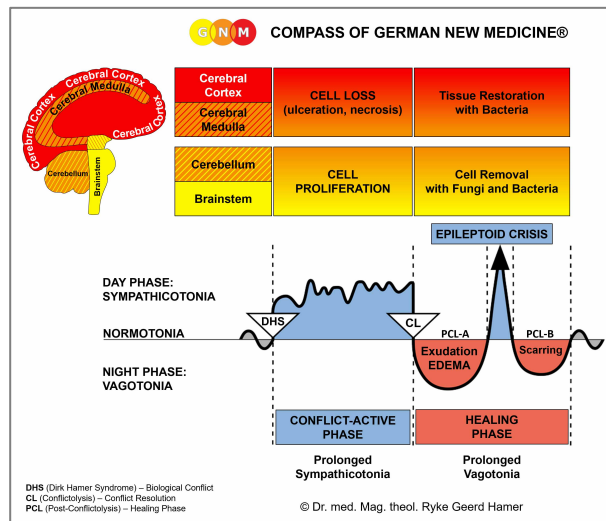 GNM COMPASS OF GERMAN NEW MEDICINE®
Cerebral Cortex
Cerebral Medulla
Cerebral Cortex
Cerebral Cortex
Cerebellum
Brainstem
Cerebral
Cortex
Cerebral
Medulla
CELL LOSS
(ulceration, necrosis)
Tissue Restoration
with Bacteria
Cerebellum
Brainstem
CELL
PROLIFERATION
Cell Removal
with Fungi and Bacteria
EPILEPTOID CRISIS
DAY PHASE:
SYMPATHICOTONIA
DHS
CL
NORMOTONIA
PCL-A
PCL-B
Exudation
EDEMA
Scarring
NIGHT PHASE:
VAGOTONIA
CONFLICT-ACTIVE
PHASE
HEALING
PHASE
Prolonged
Sympathicotonia
Prolonged
Vagotonia
DHS (Dirk Hamer Syndrome) – Biological Conflict
CL (Conflictolysis) – Conflict Resolution
PCL (Post-Conflictolysis) – Healing Phase
© Dr. med. Mag. theol. Ryke Geerd Hamer